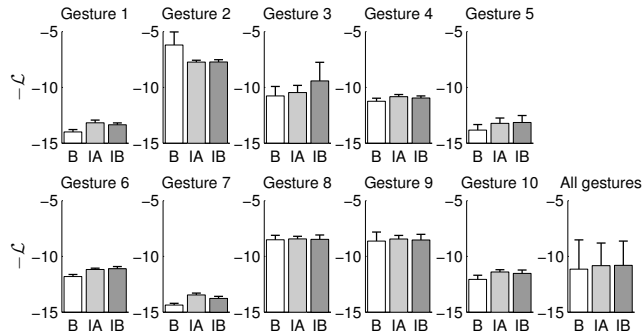 Gesture 1 Gesture 2 Gesture 3 Gesture 4 Gesture 5
−5 −5 −5 −5 −5
−10 −10 −10 −10 −10
−15 −15 −15 −15 −15
−ℒ
B IA IB B IA IB B IA IB B IA IB B IA IB
Gesture 6 Gesture 7 Gesture 8 Gesture 9 Gesture 10 All gestures
−5 −5 −5 −5 −5 −5
−10 −10 −10 −10 −10 −10
−15 −15 −15 −15 −15 −15
−ℒ
B IA IB B IA IB B IA IB B IA IB B IA IB B IA IB